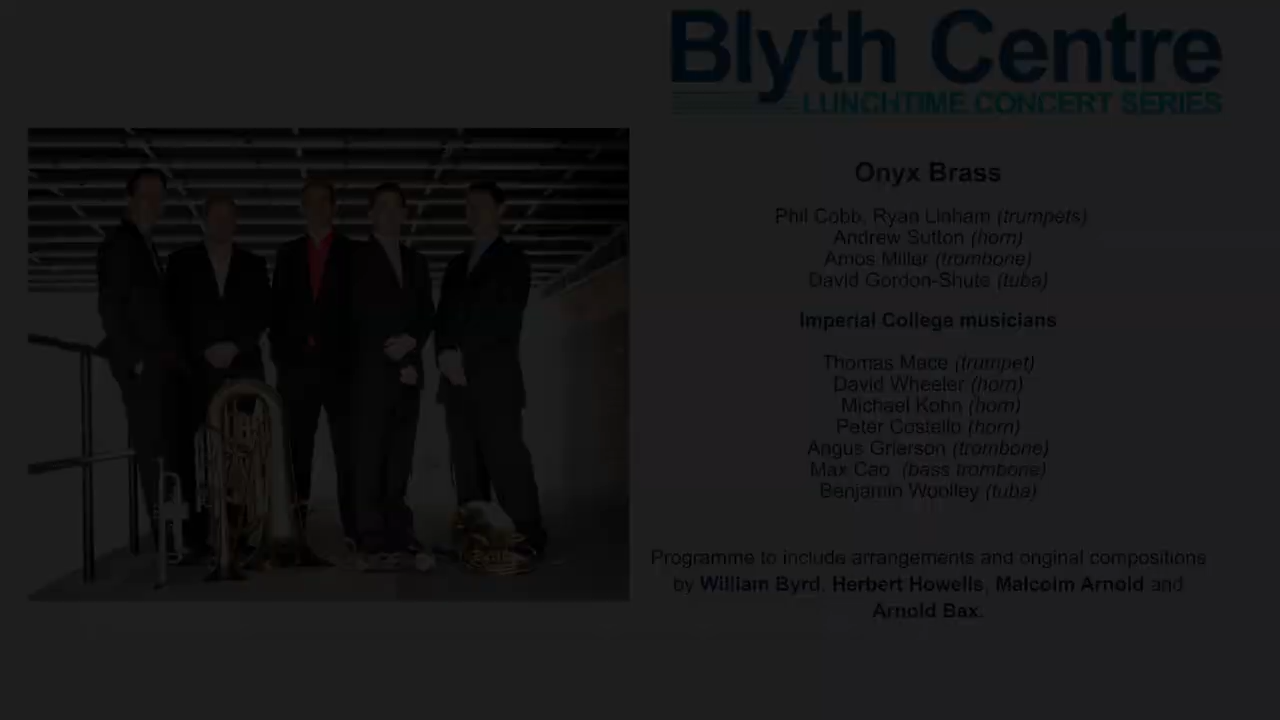 Blyth Centre
LUNCHTIME CONCERT SERIES
Onyx Brass
Phil Cobb, Ryan Linham (trumpets)
Andrew Sutton (horn)
Amos Miller (trombone)
David Gordon-Shute (tuba)
Imperial College musicians
Thomas Mace (trumpet)
David Wheeler (horn)
Michael Kohn (horn)
Peter Costello (horn)
Angus Grierson (trombone)
Max Cao (bass trombone)
Benjamin Woolley (tuba)
Programme to include arrangements and original compositions
by William Byrd, Herbert Howells, Malcolm Arnold and
Arnold Bax.